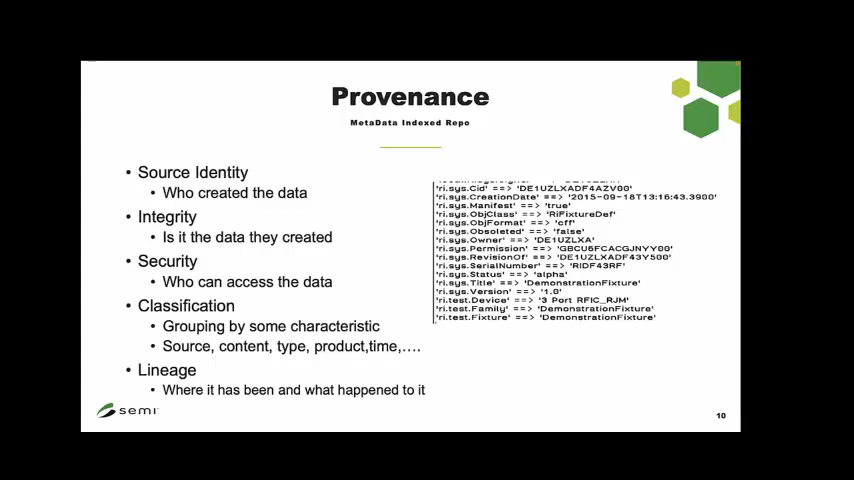 Provenance
MetaData Indexed Repo
• Source Identity
• Who created the data
• Integrity
• Is it the data they created
• Security
• Who can access the data
• Classification
• Grouping by some characteristic
• Source, content, type, product,time,….
• Lineage
• Where it has been and what happened to it
'ri.sys.Cid' ==> 'DE1UZLXADF4AZV00'
'ri.sys.CreationDate' ==> '2015-09-18T13:16:43.3900'
'ri.sys.Manifest' ==> 'true'
'ri.sys.ObjClass' ==> 'RiFixtureDef'
'ri.sys.ObjFormat' ==> 'cff'
'ri.sys.Obsoleted' ==> 'false'
'ri.sys.Owner' ==> 'DE1UZLXA'
'ri.sys.Permission' ==> 'GBCU6FCACGJNYY00'
'ri.sys.RevisionOf' ==> 'DE1UZLXADF43Y500'
'ri.sys.SerialNumber' ==> 'RIDF43RF'
'ri.sys.Status' ==> 'alpha'
'ri.sys.Title' ==> 'DemonstrationFixture'
'ri.sys.Version' ==> '1.0'
'ri.test.Device' ==> '3 Port RFIC_RJM'
'ri.test.Family' ==> 'DemonstrationFixture'
'ri.test.Fixture' ==> 'DemonstrationFixture'
semi
10